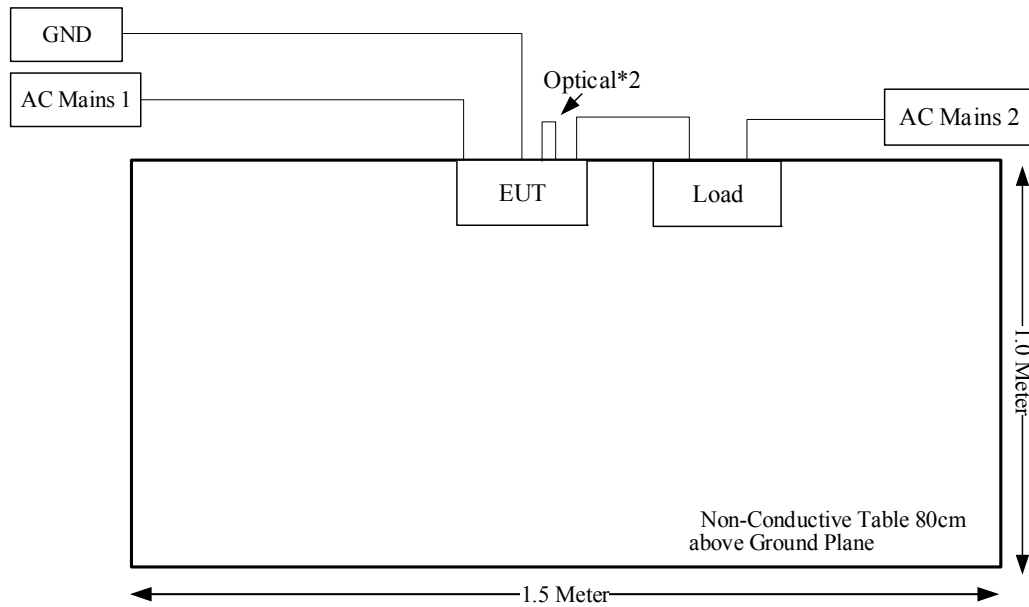 GND
AC Mains 1
Optical*2
AC Mains 2
EUT
Load
1.0 Meter
Non-Conductive Table 80cm
above Ground Plane
1.5 Meter